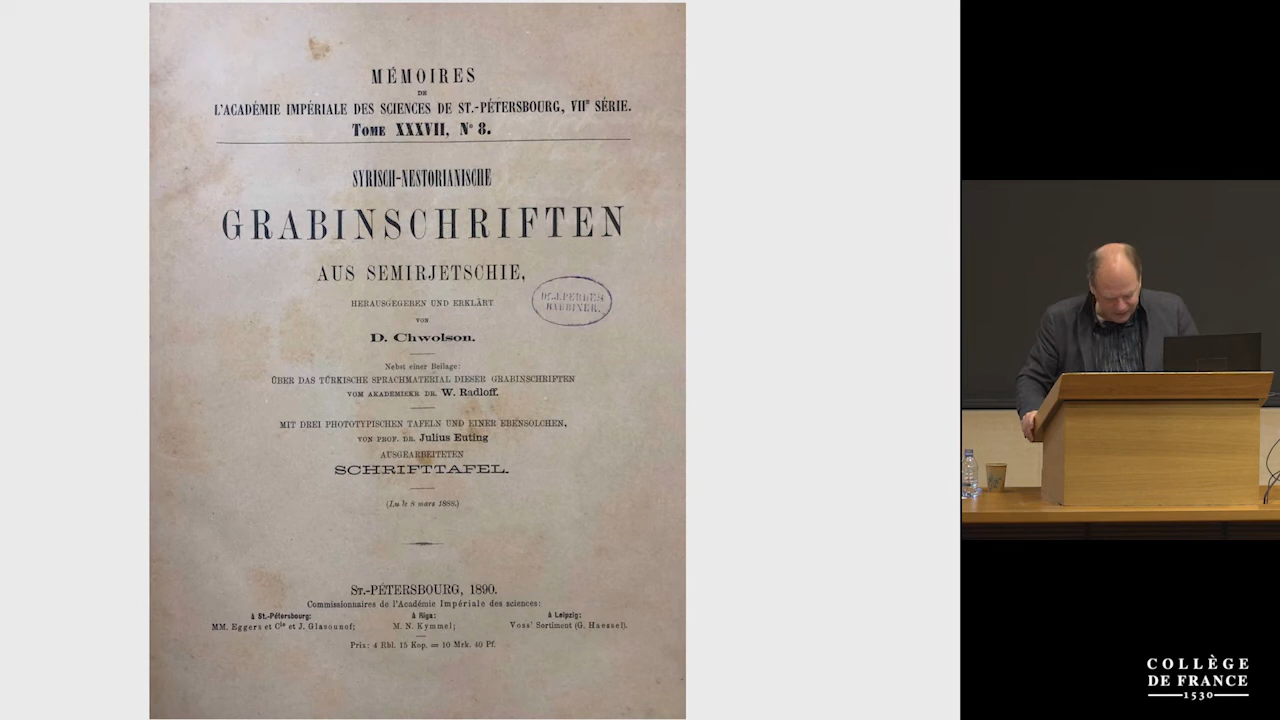 MÉMOIRES
DE
L'ACADÉMIE IMPÉRIALE DES SCIENCES DE ST.-PÉTERSBOURG, VIIE SÉRIE.
TOME XXXVII, No 8.
SYRISCH-NESTORIANISCHE
GRABINSCHRIFTEN
AUS SEMIRJETSCHIE,
HERAUSGEGEBEN UND ERKLÄRT
VON
D. Chwolson.
Nebst einer Beilage:
ÜBER DAS TÜRKISCHE SPRACHMATERIAL DIESER GRABINSCHRIFTEN
VOM AKADEMIKER DR. W. Radloff.
MIT DREI PHOTOTYPISCHEN TAFELN UND EINER EBENSOLCHEN,
VON PROF. DR. Julius Euting
AUSGEARBEITETEN
SCHRIFTTAFEL.
(Lu le 8 mars 1888.)
Dr. J. PERLES
RABBINER.
ST.-PÉTERSBOURG, 1890.
Commissionnaires de l'Académie Impériale des sciences:
à St.-Pétersbourg: à Riga: à Leipzig:
MM. Eggers et Cie et J. Glasounof; M. N. Kymmel; Voss' Sortiment (G. Haessel).
Prix: 4 Rbl. 15 Kop. = 10 Mrk. 40 Pf.
COLLÈGE
DE FRANCE
1530